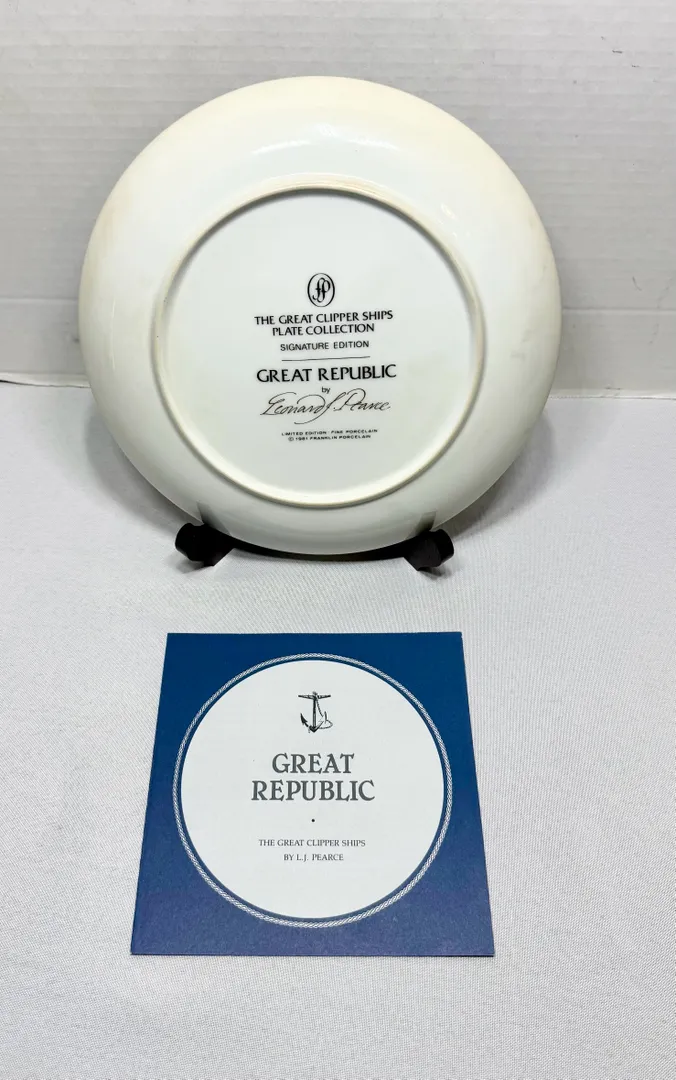 FP
THE GREAT CLIPPER SHIPS
PLATE COLLECTION
SIGNATURE EDITION
GREAT REPUBLIC
by
Leonard J. Pearce
LIMITED EDITION · FINE PORCELAIN
© 1981 FRANKLIN PORCELAIN
GREAT
REPUBLIC
THE GREAT CLIPPER SHIPS
BY L.J. PEARCE